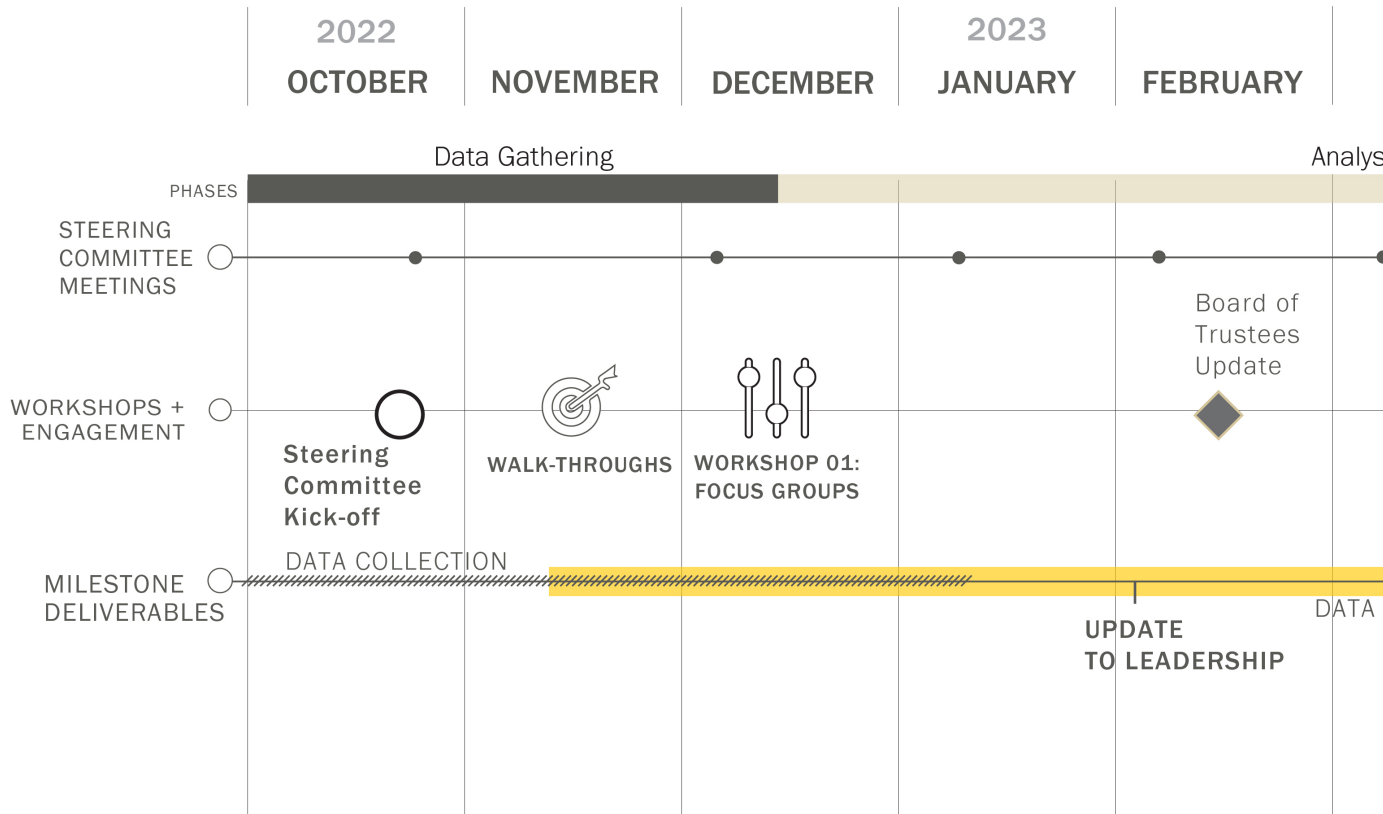 2022
2023
OCTOBER
NOVEMBER
DECEMBER
JANUARY
FEBRUARY
Data Gathering
Analys
PHASES
STEERING
COMMITTEE
MEETINGS
Board of
Trustees
Update
WORKSHOPS +
ENGAGEMENT
Steering
Committee
Kick-off
WALK-THROUGHS
WORKSHOP 01:
FOCUS GROUPS
DATA COLLECTION
MILESTONE
DELIVERABLES
DATA
UPDATE
TO LEADERSHIP